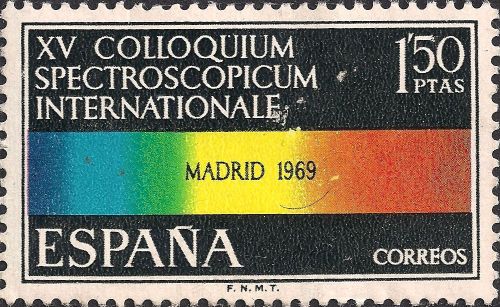 XV COLLOQUIUM
SPECTROSCOPICUM
INTERNATIONALE
1'50
PTAS
MADRID 1969
ESPAÑA
CORREOS
F. N. M. T.